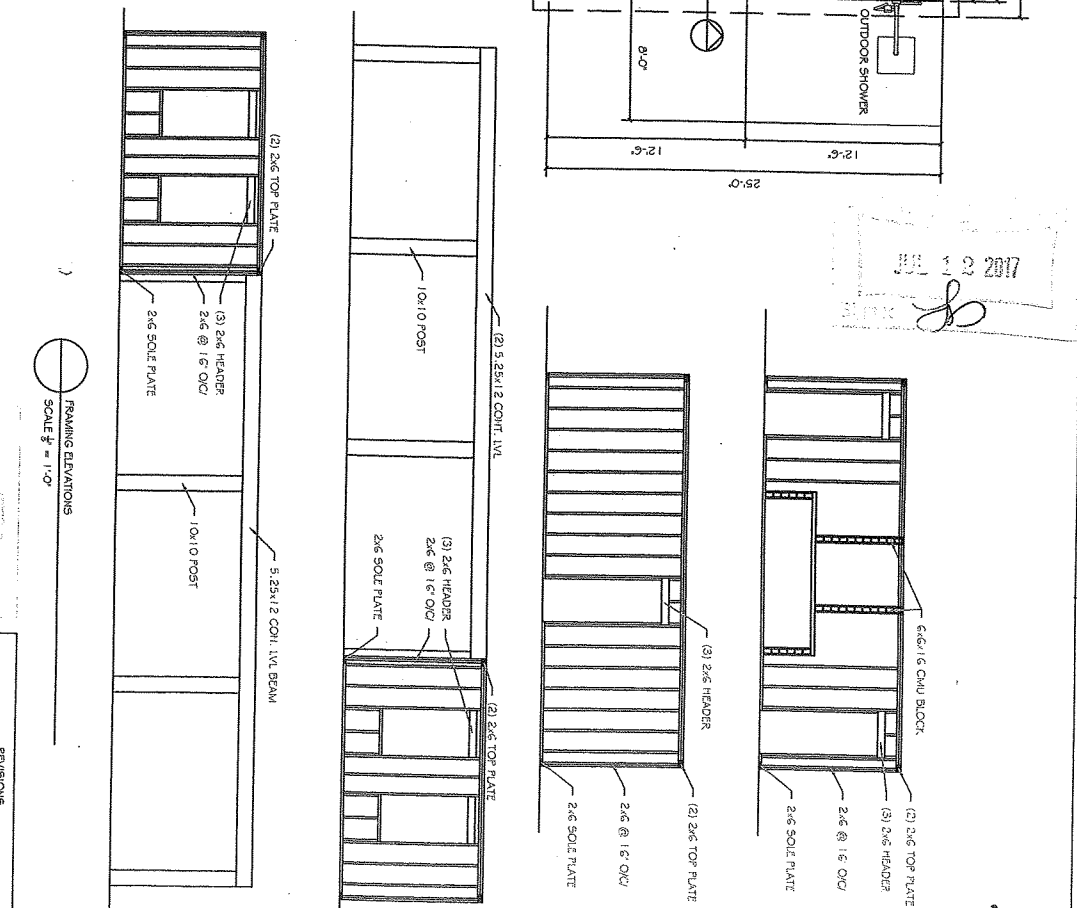 OUTDOOR SHOWER
8'-0"
12'-6"
12'-6"
25'-0"
JUL 12 2017
(2) 2x6 TOP PLATE
(3) 2x6 HEADER
2x6 @ 16" O/C/
2x6 SOLE PLATE
10x10 POST
5.25x12 CONT. LVL BEAM
FRAMING ELEVATIONS
SCALE ⅛" = 1'-0"
(2) 5.25x12 CONT. LVL
10x10 POST
(3) 2x6 HEADER
2x6 @ 16" O/C/
2x6 SOLE PLATE
(2) 2x6 TOP PLATE
(3) 2x6 HEADER
(2) 2x6 TOP PLATE
2x6 @ 16" O/C/
2x6 SOLE PLATE
6x6x16 CMU BLOCK
(2) 2x6 TOP PLATE
(3) 2x6 HEADER
2x6 @ 16" O/C/
2x6 SOLE PLATE
REVISIONS